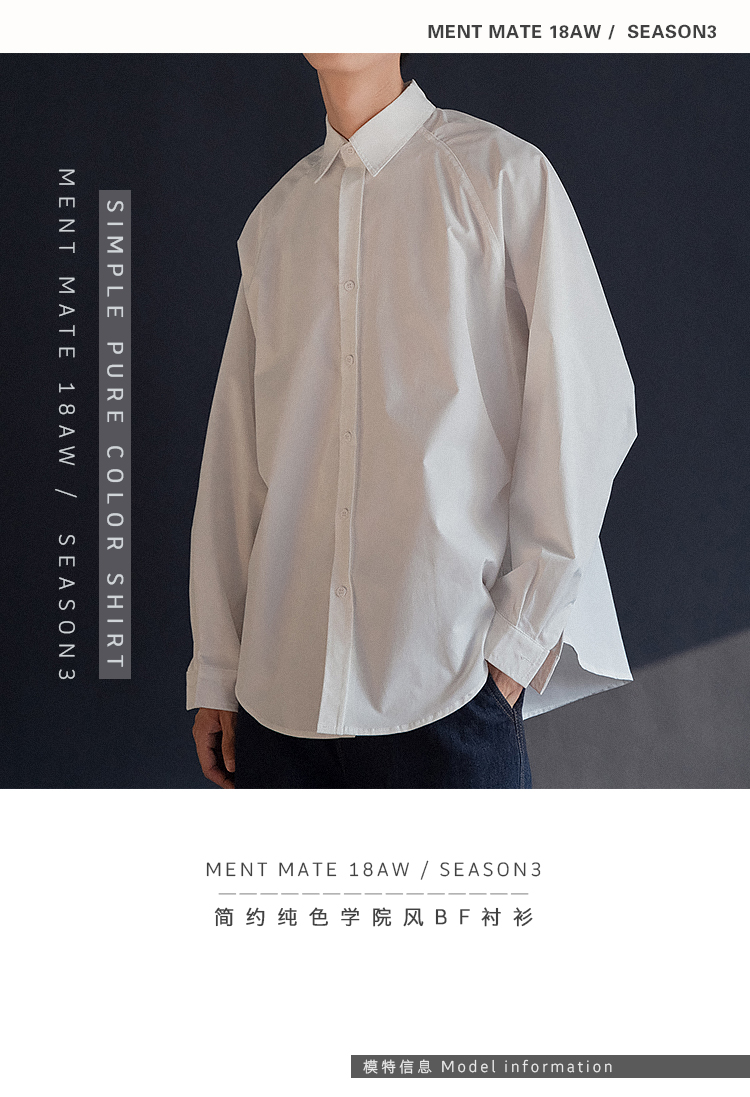 MENT MATE 18AW / SEASON3
SIMPLE PURE COLOR SHIRT
MENT MATE 18AW / SEASON3
MENT MATE 18AW / SEASON3
简约纯色学院风BF衬衫
模特信息 Model information